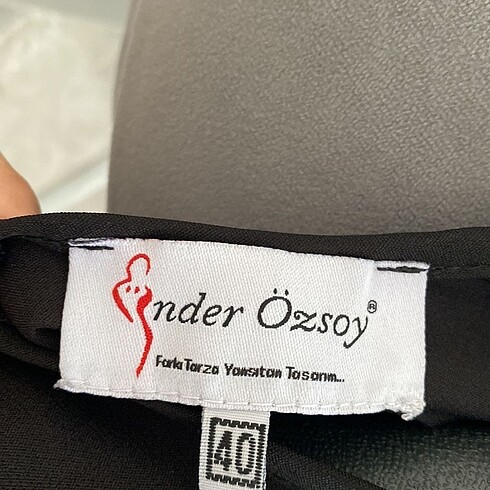 Önder Özsoy®
Farkı Tarza Yansıtan Tasarım...
40